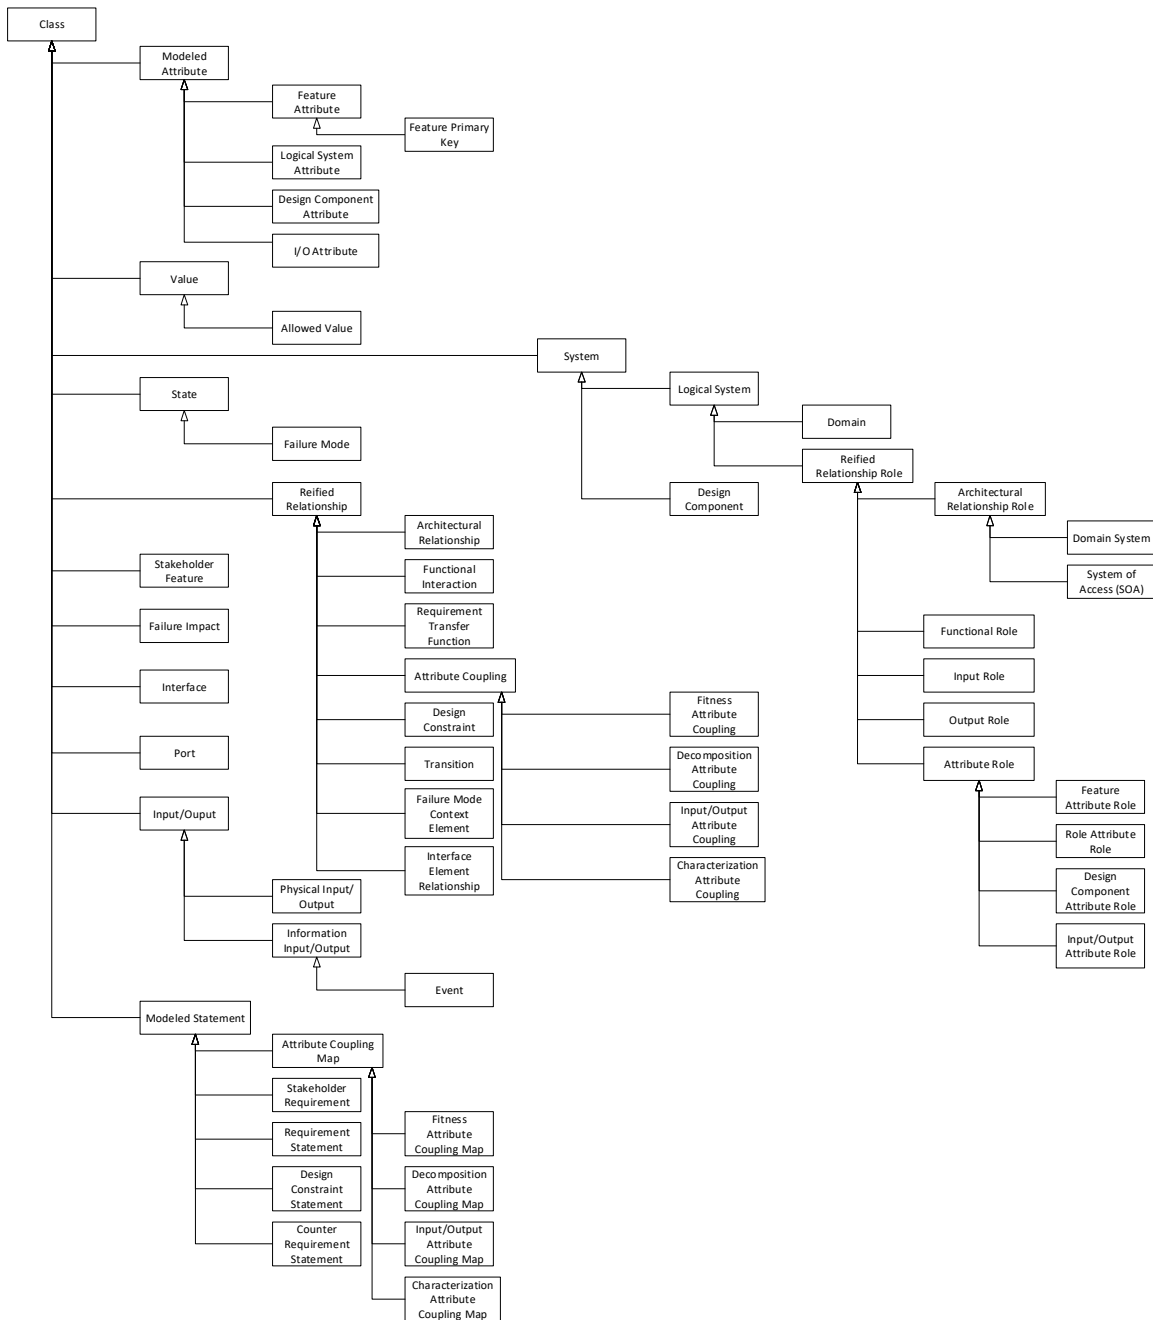 Class
Modeled
Attribute
Feature
Attribute
Feature Primary
Key
Logical System
Attribute
Design Component
Attribute
I/O Attribute
Value
Allowed Value
System
State
Logical System
Domain
Failure Mode
Reified
Relationship Role
Reified
Relationship
Design
Component
Architectural
Relationship Role
Architectural
Relationship
Domain System
Stakeholder
Feature
Functional
Interaction
System of
Access (SOA)
Failure Impact
Requirement
Transfer
Function
Functional Role
Interface
Attribute Coupling
Input Role
Design
Constraint
Fitness
Attribute
Coupling
Output Role
Port
Transition
Decomposition
Attribute
Coupling
Attribute Role
Input/Ouput
Failure Mode
Context
Element
Input/Output
Attribute
Coupling
Feature
Attribute Role
Role Attribute
Role
Interface
Element
Relationship
Characterization
Attribute
Coupling
Design
Component
Attribute Role
Physical Input/
Output
Information
Input/Output
Input/Output
Attribute Role
Event
Modeled Statement
Attribute Coupling
Map
Stakeholder
Requirement
Fitness
Attribute
Coupling Map
Requirement
Statement
Design
Constraint
Statement
Decomposition
Attribute
Coupling Map
Counter
Requirement
Statement
Input/Output
Attribute
Coupling Map
Characterization
Attribute
Coupling Map